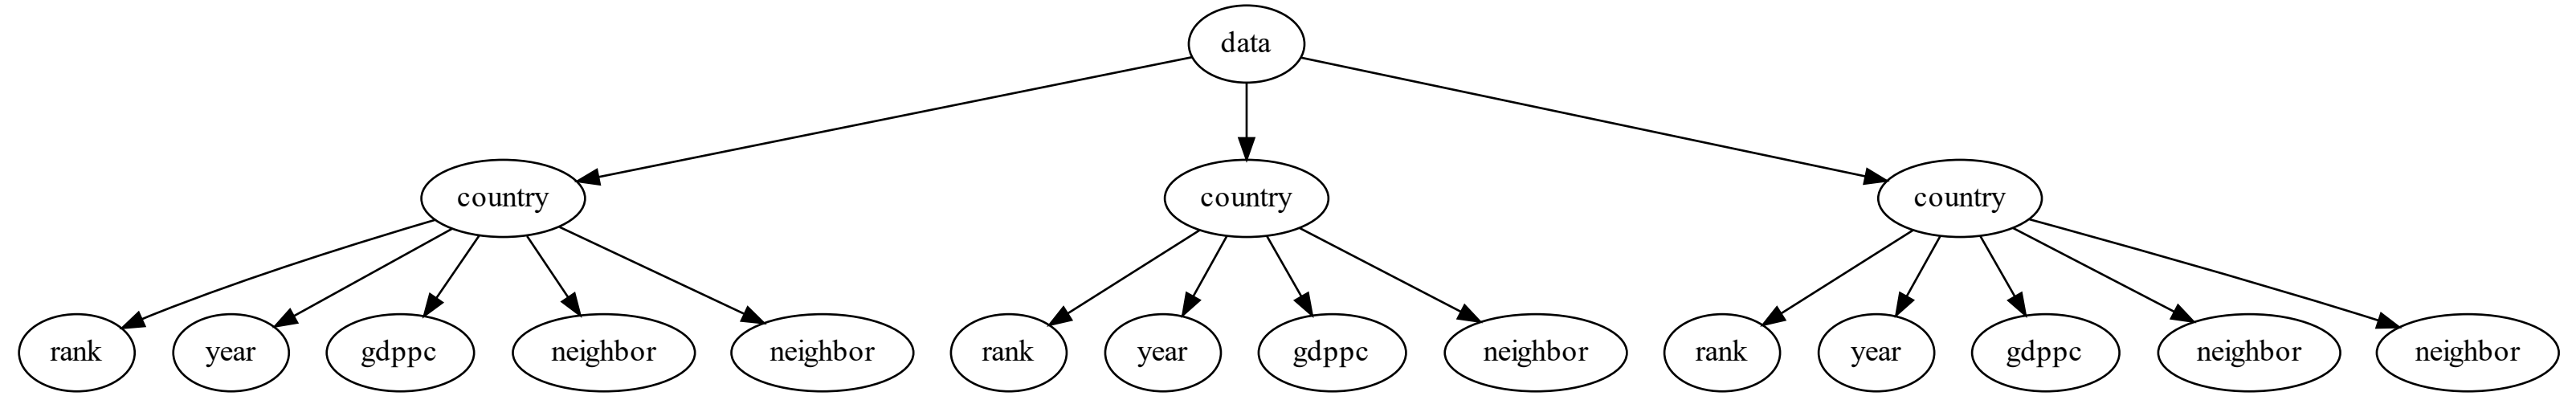 data
country country country
rank year gdppc neighbor neighbor rank year gdppc neighbor rank year gdppc neighbor neighbor